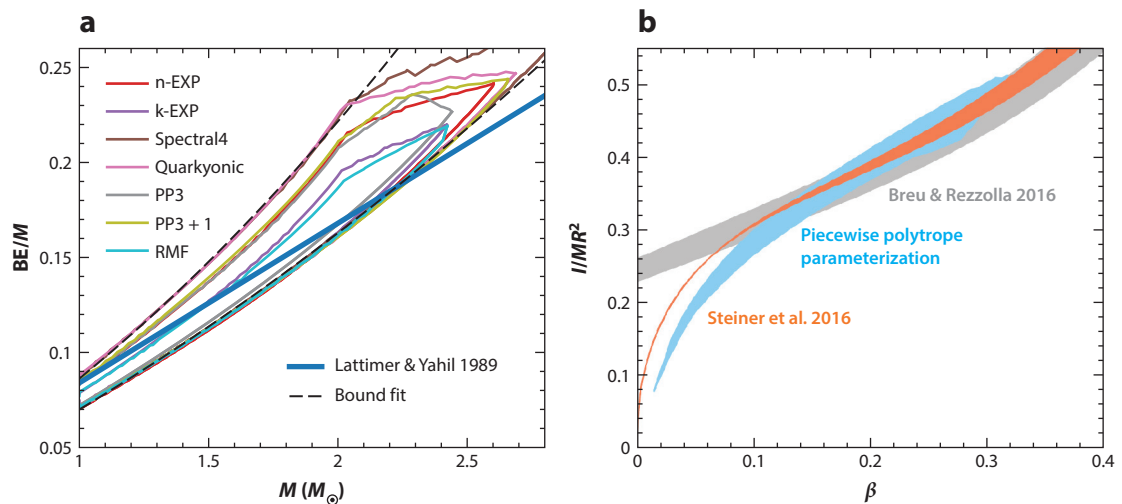 a
0.25
0.20
0.15
0.10
0.05
BE/M
n-EXP
k-EXP
Spectral4
Quarkyonic
PP3
PP3 + 1
RMF
Lattimer & Yahil 1989
Bound fit
1
1.5
2
2.5
M (M☉)
b
0.5
0.4
0.3
0.2
0.1
0
I/MR²
Breu & Rezzolla 2016
Piecewise polytrope
parameterization
Steiner et al. 2016
0
0.1
0.2
0.3
0.4
β